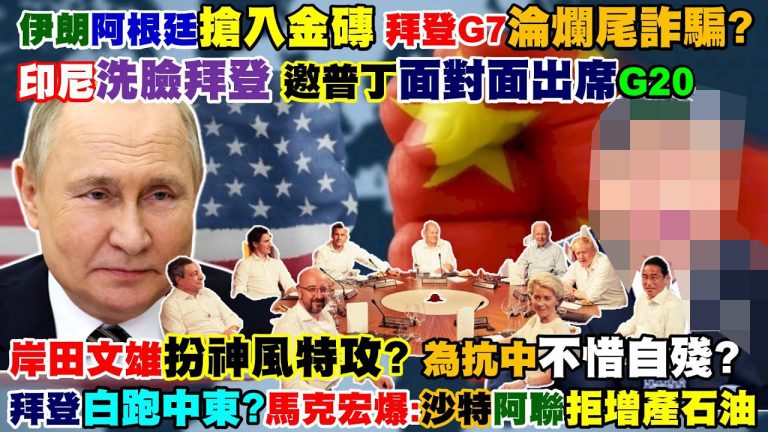 伊朗阿根廷搶入金磚 拜登G7淪爛尾詐騙?
印尼洗臉拜登 邀普丁面對面出席G20
岸田文雄扮神風特攻? 為抗中不惜自殘?
拜登白跑中東?馬克宏爆:沙特阿聯拒增產石油